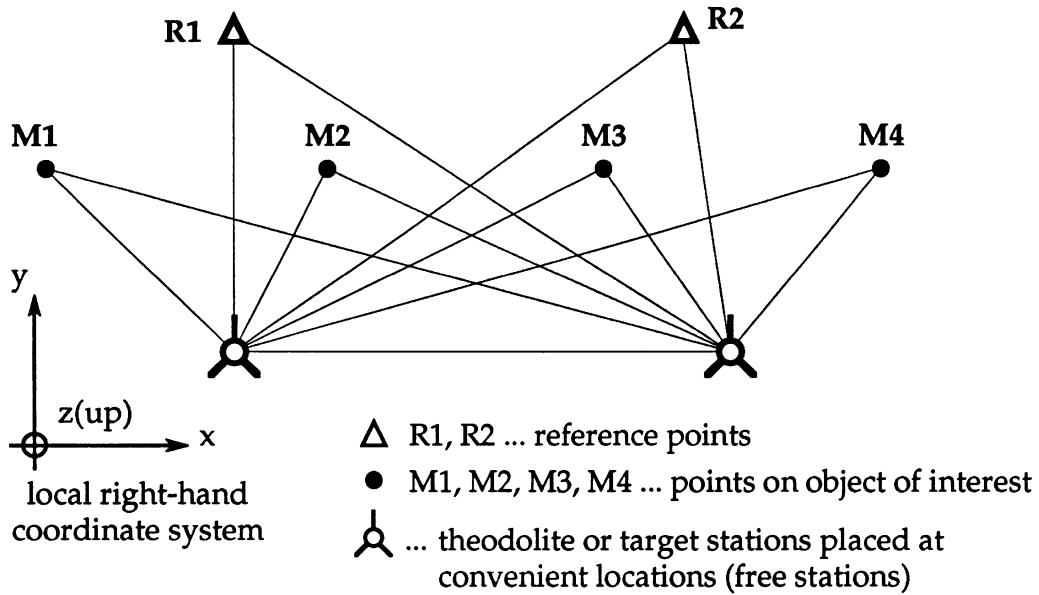 R1
R2
M1
M2
M3
M4
y
z(up)
x
local right-hand
coordinate system
R1, R2 ... reference points
M1, M2, M3, M4 ... points on object of interest
... theodolite or target stations placed at
convenient locations (free stations)